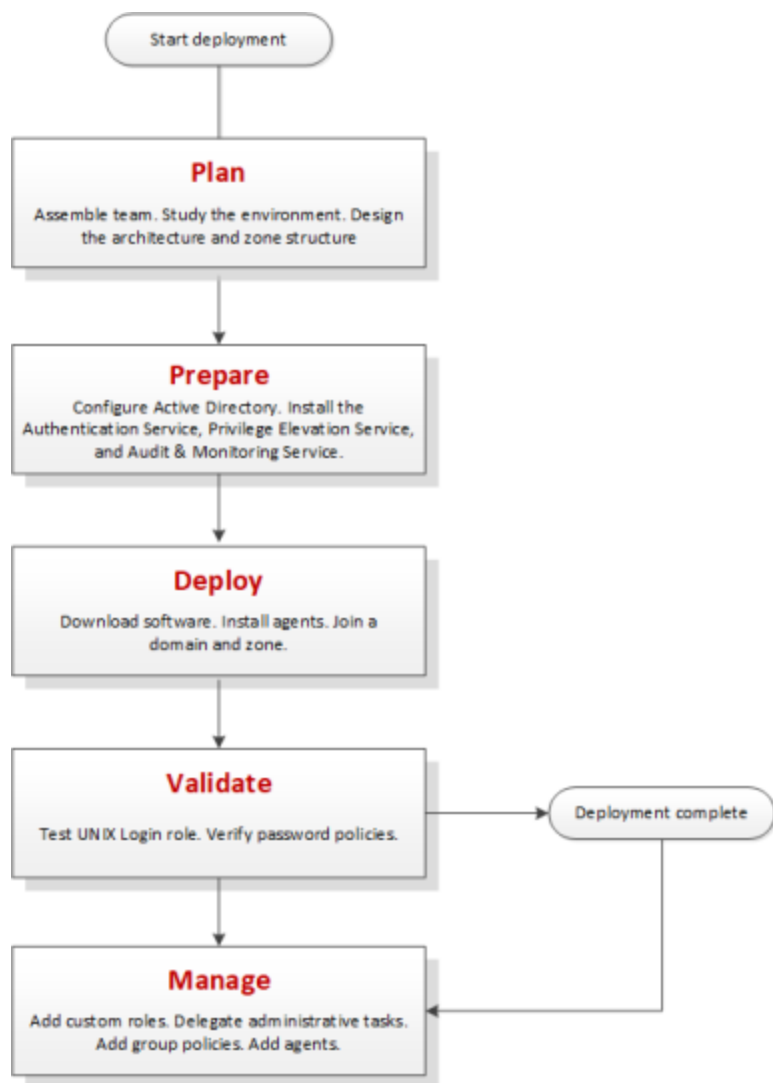 Start deployment
Plan
Assemble team. Study the environment. Design
the architecture and zone structure
Prepare
Configure Active Directory. Install the
Authentication Service, Privilege Elevation Service,
and Audit & Monitoring Service.
Deploy
Download software. Install agents. Join a
domain and zone.
Validate
Test UNIX Login role. Verify password policies.
Deployment complete
Manage
Add custom roles. Delegate administrative tasks.
Add group policies. Add agents.